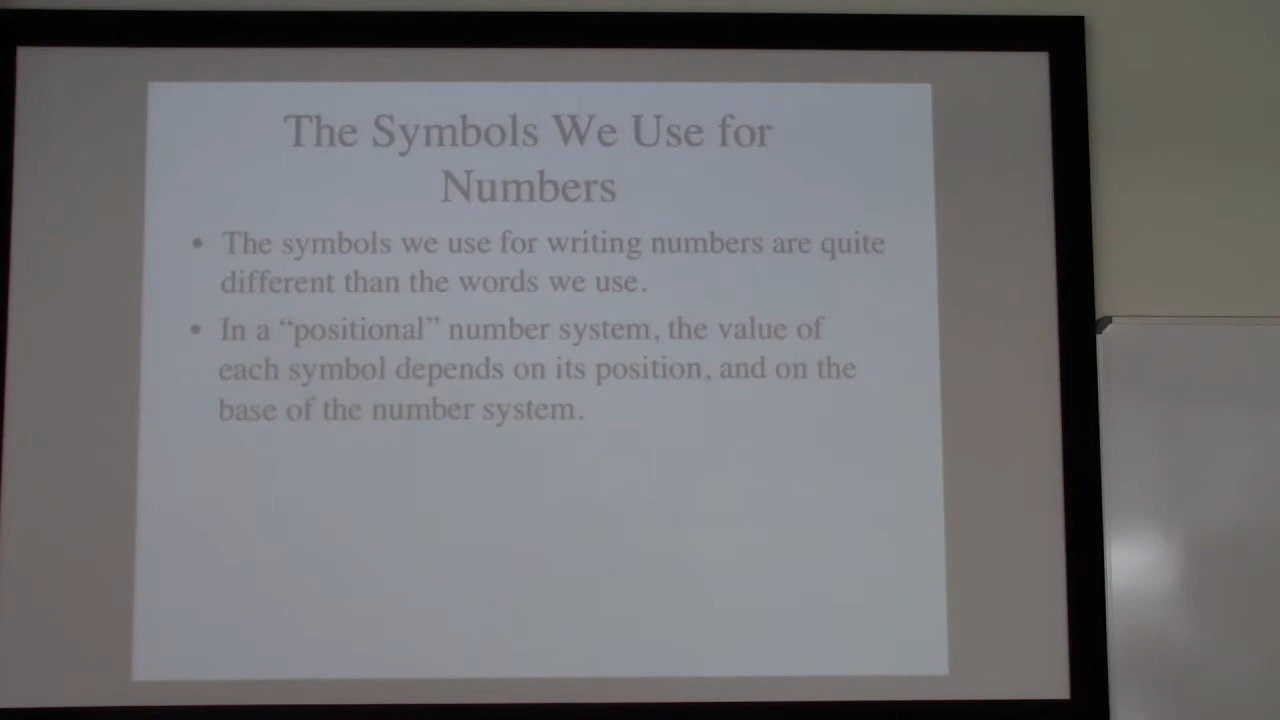 The Symbols We Use for
Numbers
• The symbols we use for writing numbers are quite
different than the words we use.
• In a “positional” number system, the value of
each symbol depends on its position, and on the
base of the number system.